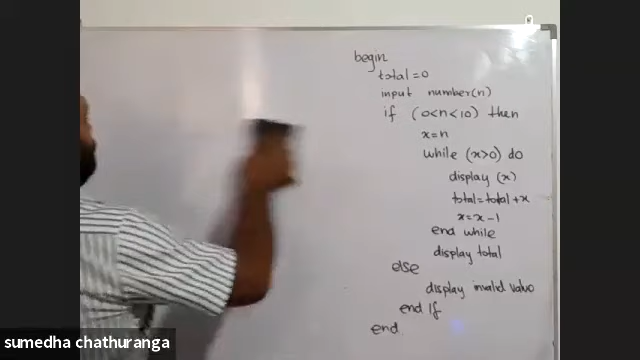 begin
total = 0
input number(n)
if (0<n<10) then
x=n
while (x>0) do
display (x)
total = total + x
x=x-1
end while
display total
else
display invalid value
end If
end.
sumedha chathuranga